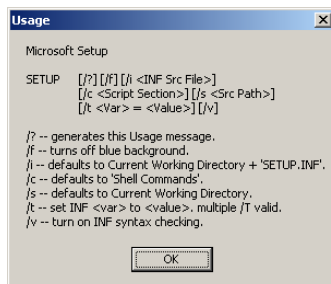 Usage
Microsoft Setup
SETUP [/?] [/f] [/i <INF Src File>]
[/c <Script Section>] [/s <Src Path>]
[/t <Var> = <Value>] [/v]
/? -- generates this Usage message.
/f -- turns off blue background.
/i -- defaults to Current Working Directory + 'SETUP.INF'.
/c -- defaults to 'Shell Commands'.
/s -- defaults to Current Working Directory.
/t -- set INF <var> to <value>. multiple /T valid.
/v -- turn on INF syntax checking.
OK